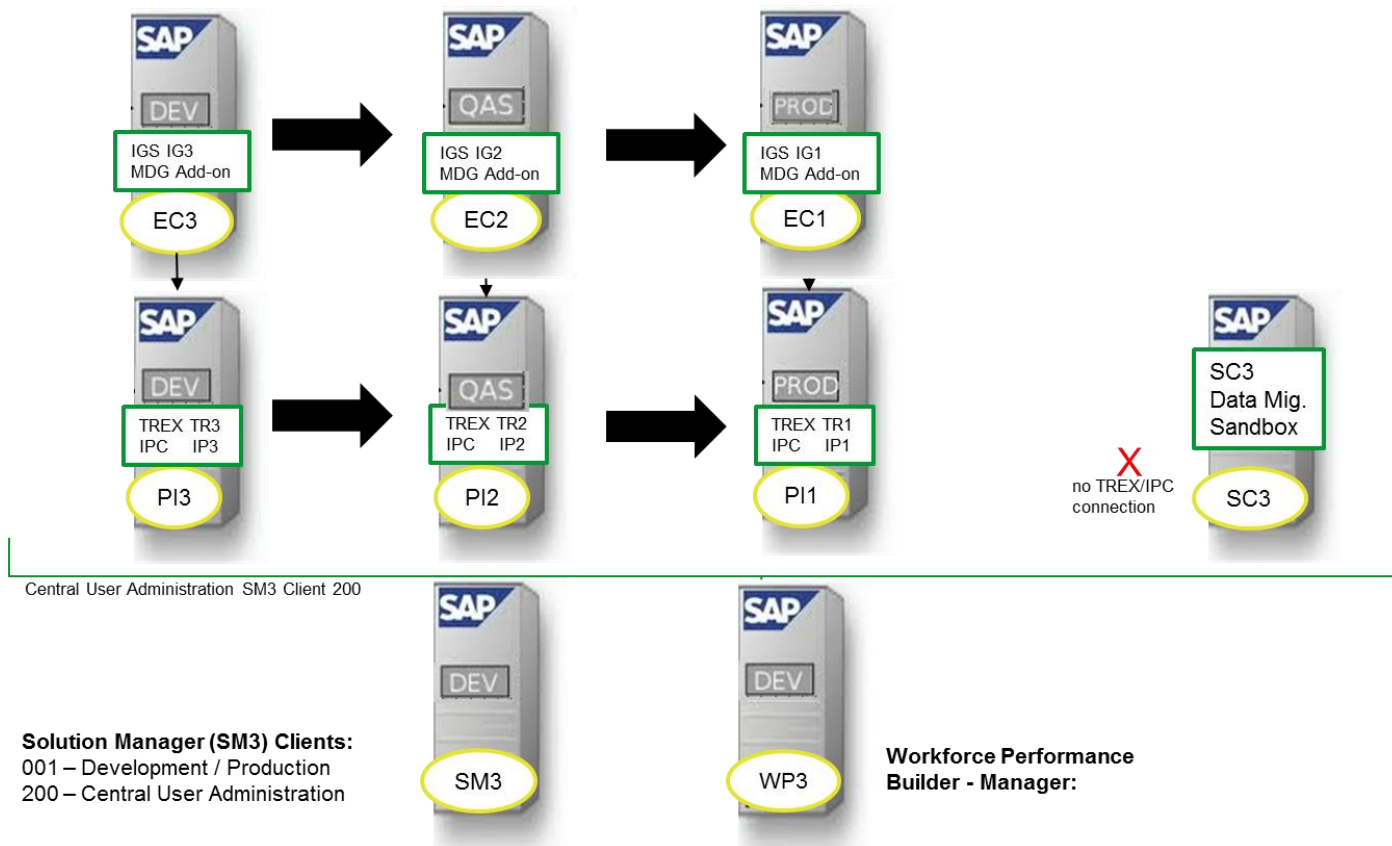 SAP
DEV
IGS IG3
MDG Add-on
EC3
SAP
QAS
IGS IG2
MDG Add-on
EC2
SAP
PROD
IGS IG1
MDG Add-on
EC1
SAP
DEV
TREX TR3
IPC IP3
PI3
SAP
QAS
TREX TR2
IPC IP2
PI2
SAP
PROD
TREX TR1
IPC IP1
PI1
X
no TREX/IPC
connection
SAP
SC3
Data Mig.
Sandbox
SC3
Central User Administration SM3 Client 200
Solution Manager (SM3) Clients:
001 – Development / Production
200 – Central User Administration
SAP
DEV
SM3
SAP
DEV
WP3
Workforce Performance
Builder - Manager: